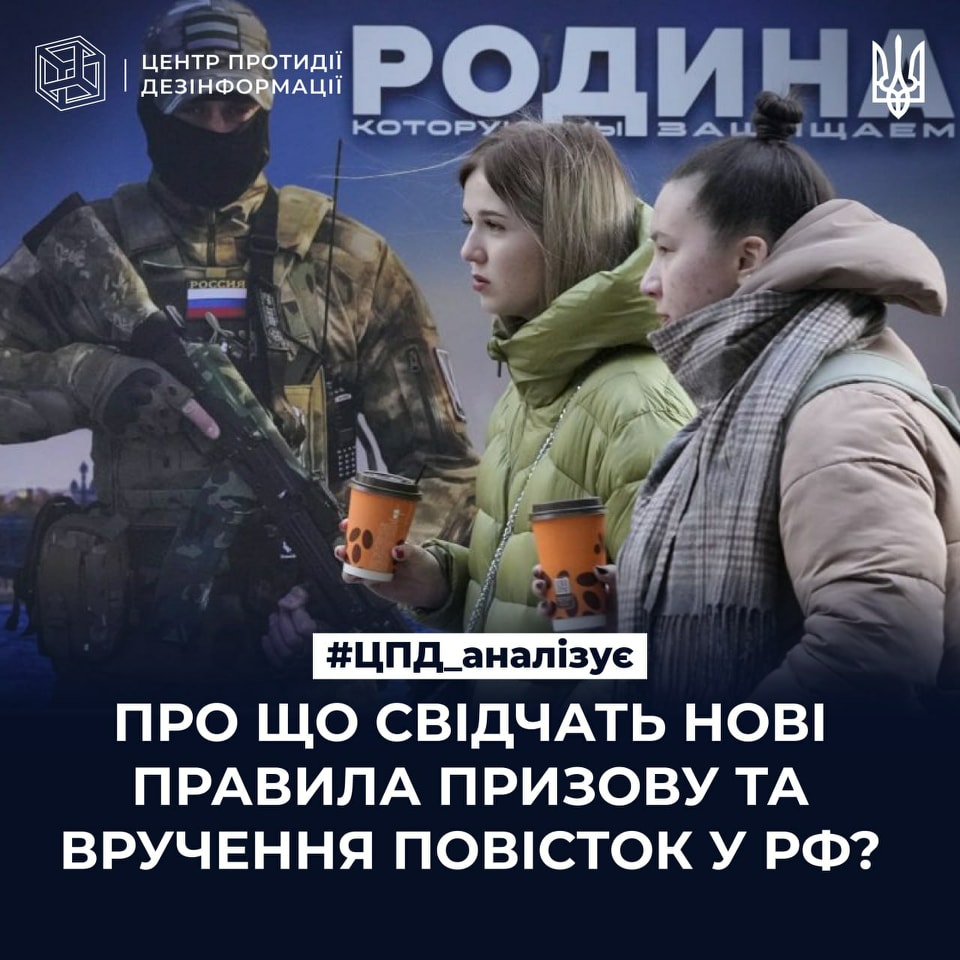 ЦЕНТР ПРОТИДІЇ
ДЕЗІНФОРМАЦІЇ
РОДИНА
ЗАЩИЩАЕМ
РОССИЯ
#ЦПД_аналізує
ПРО ЩО СВІДЧАТЬ НОВІ
ПРАВИЛА ПРИЗОВУ ТА
ВРУЧЕННЯ ПОВІСТОК У РФ?